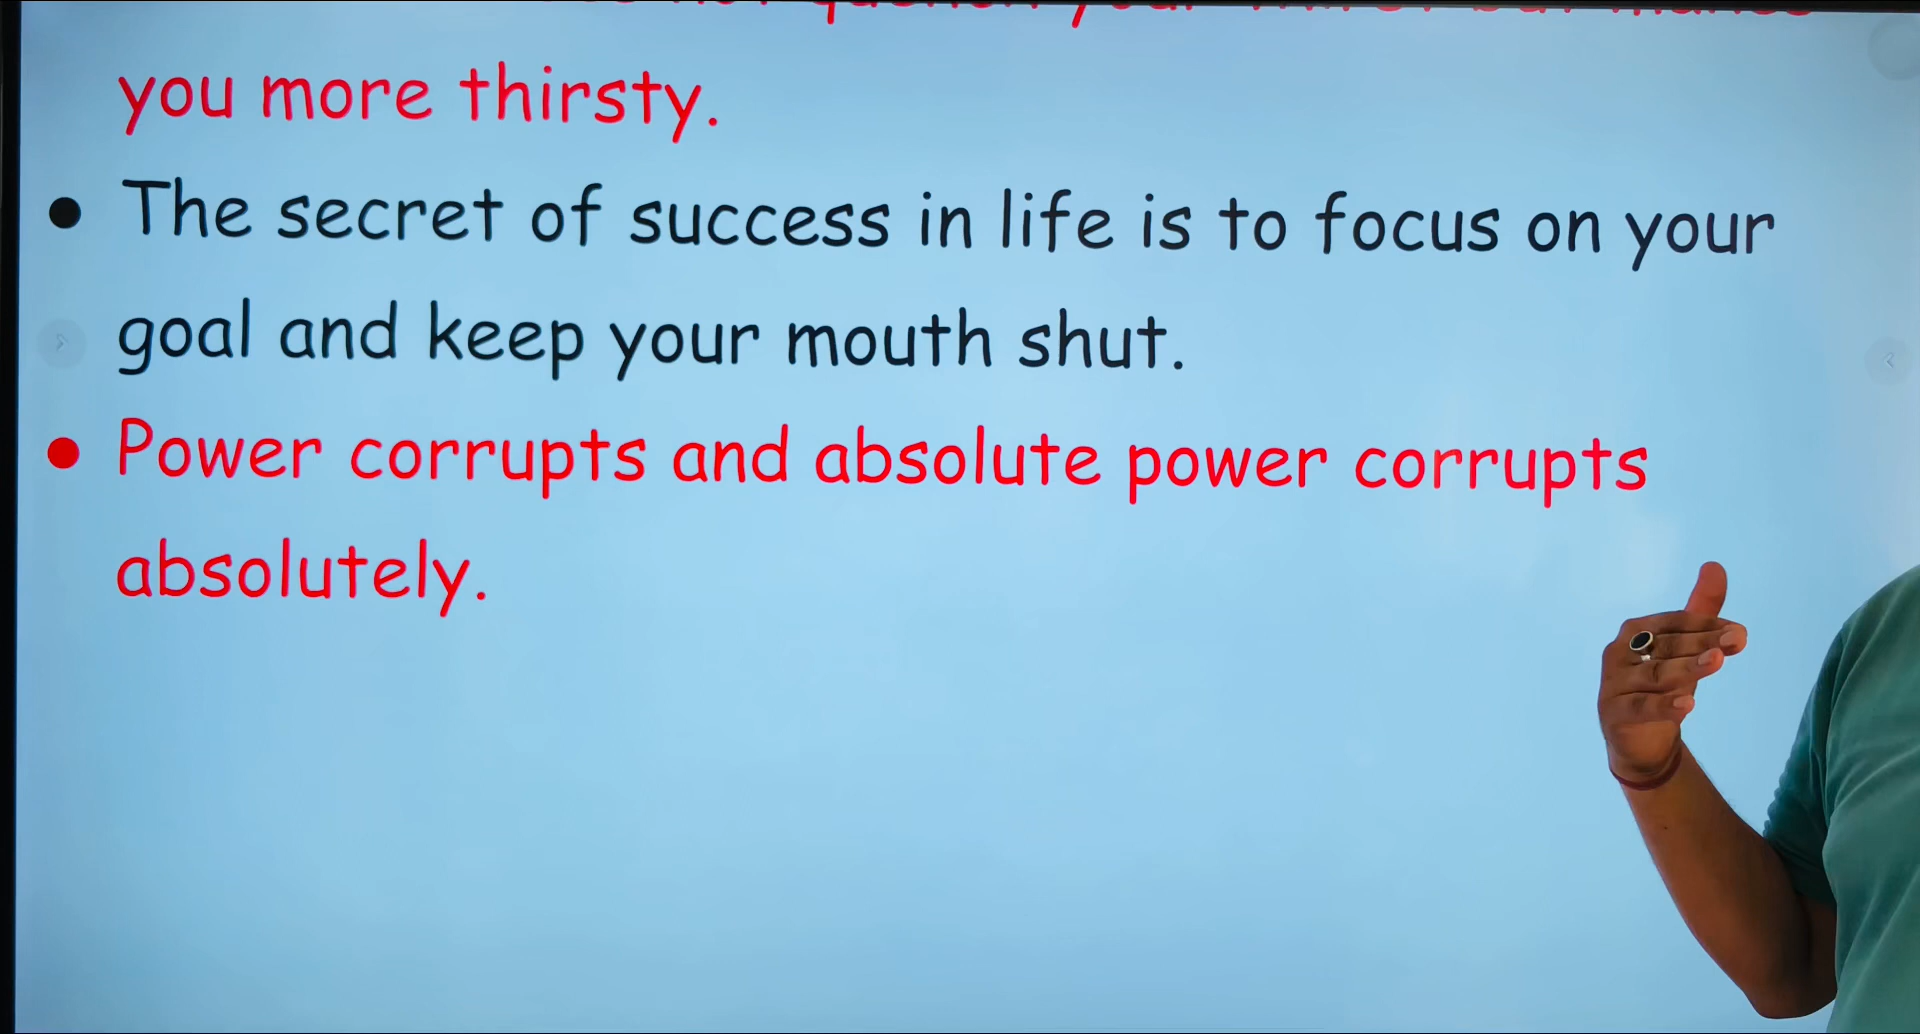 you more thirsty.
• The secret of success in life is to focus on your
goal and keep your mouth shut.
• Power corrupts and absolute power corrupts
absolutely.